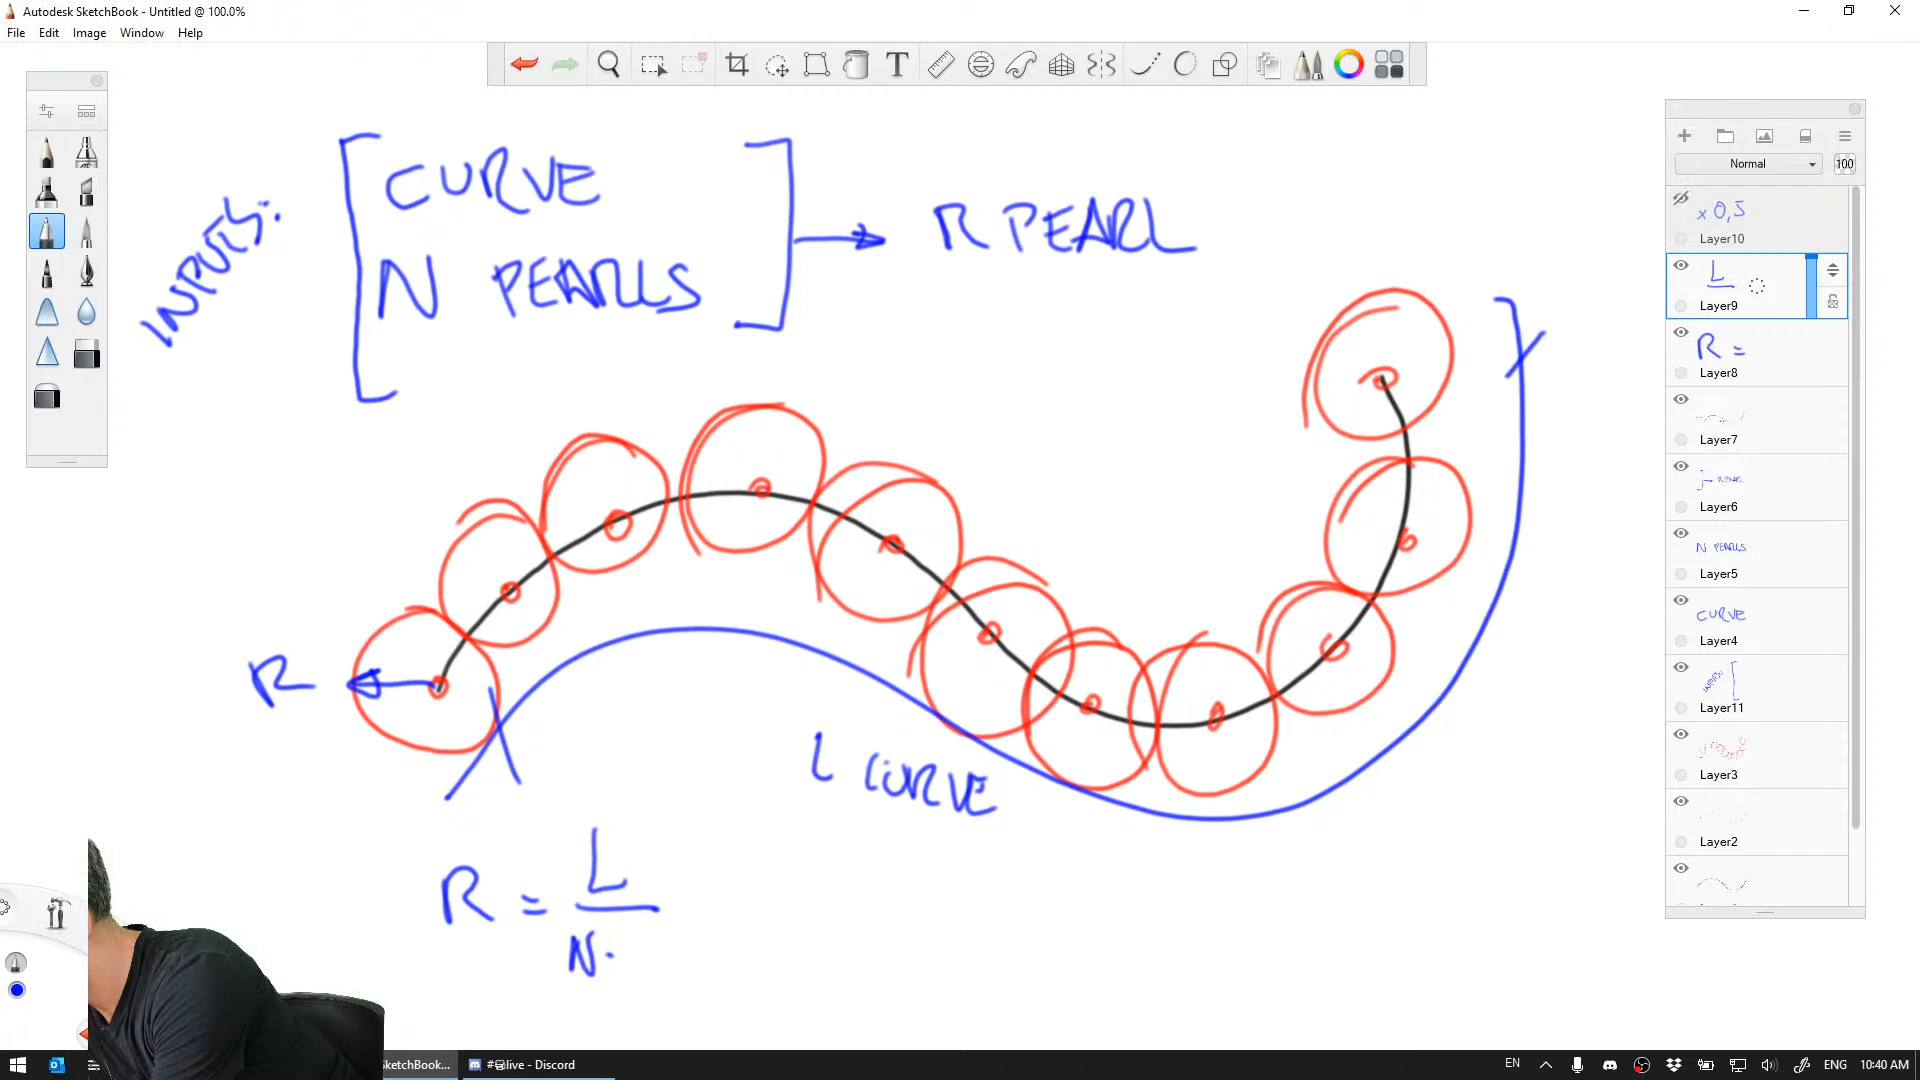 Autodesk SketchBook - Untitled @ 100.0%
File Edit Image Window Help
T
INPUTS:
CURVE
N PEARLS
R PEARL
R
L CURVE
R = L
N.
Normal
100
x 0,5
Layer10
L
Layer9
R =
Layer8
Layer7
R PEARL
Layer6
N PEARLS
Layer5
CURVE
Layer4
INPUTS:
Layer11
Layer3
Layer2
SketchBook...
#live - Discord
EN
ENG
10:40 AM